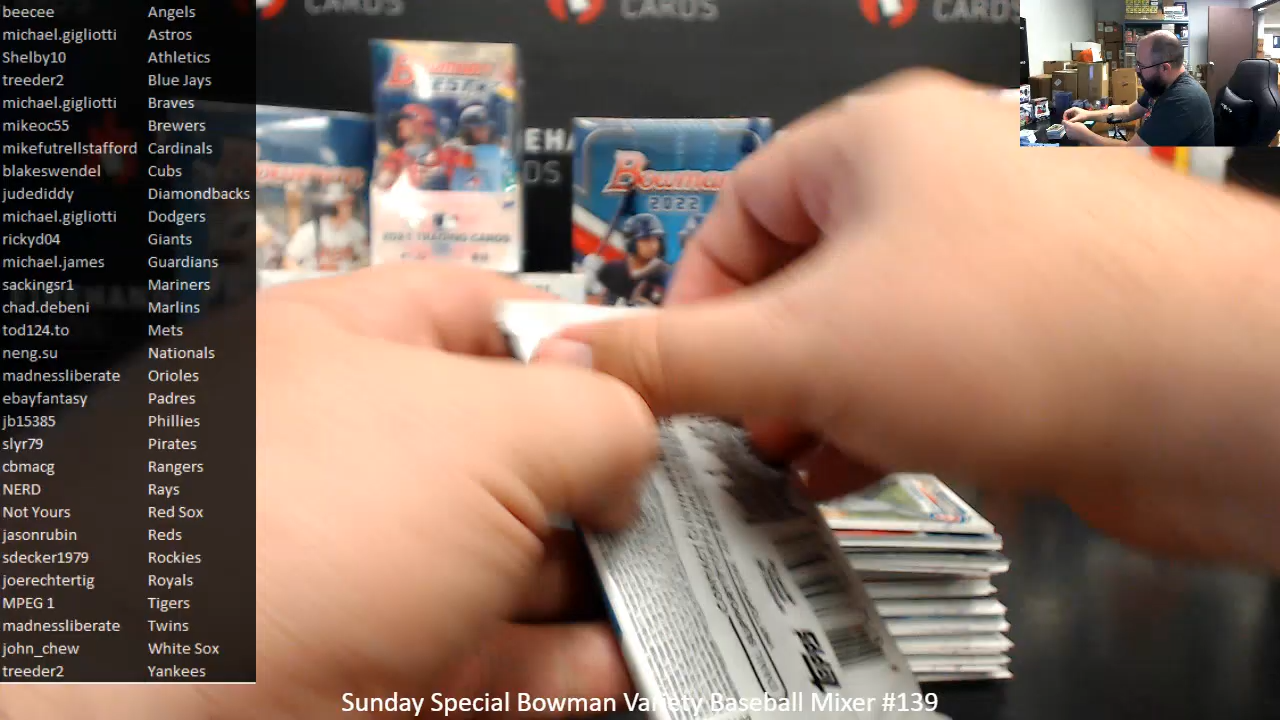 beecee Angels
michael.gigliotti Astros
Shelby10 Athletics
treeder2 Blue Jays
michael.gigliotti Braves
mikeoc55 Brewers
mikefutrellstafford Cardinals
blakeswendel Cubs
judediddy Diamondbacks
michael.gigliotti Dodgers
rickyd04 Giants
michael.james Guardians
sackingsr1 Mariners
chad.debeni Marlins
tod124.to Mets
neng.su Nationals
madnessliberate Orioles
ebayfantasy Padres
jb15385 Phillies
slyr79 Pirates
cbmacg Rangers
NERD Rays
Not Yours Red Sox
jasonrubin Reds
sdecker1979 Rockies
joerechtertig Royals
MPEG 1 Tigers
madnessliberate Twins
john_chew White Sox
treeder2 Yankees
CARDS
CARDS
CARDS
Bowman
Bowman
2022
TRADING CARDS
Sunday Special Bowman Variety Baseball Mixer #139